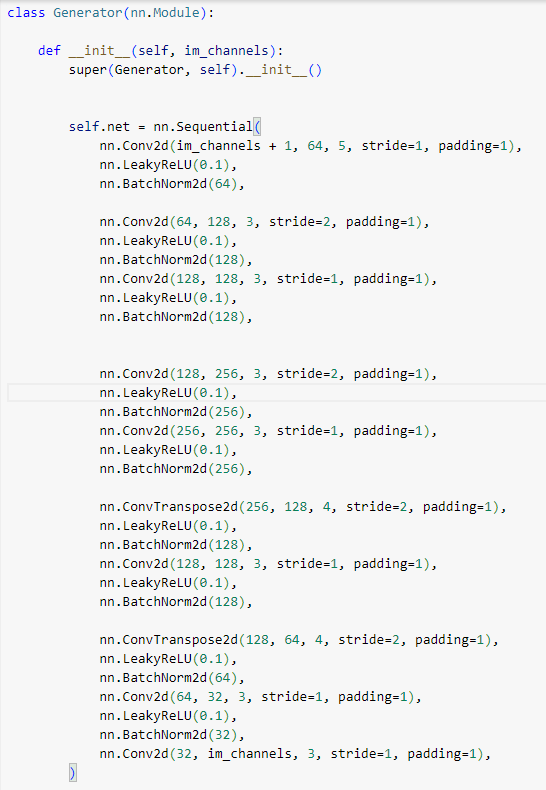 class Generator(nn.Module):
def __init__(self, im_channels):
super(Generator, self).__init__()
self.net = nn.Sequential(
nn.Conv2d(im_channels + 1, 64, 5, stride=1, padding=1),
nn.LeakyReLU(0.1),
nn.BatchNorm2d(64),
nn.Conv2d(64, 128, 3, stride=2, padding=1),
nn.LeakyReLU(0.1),
nn.BatchNorm2d(128),
nn.Conv2d(128, 128, 3, stride=1, padding=1),
nn.LeakyReLU(0.1),
nn.BatchNorm2d(128),
nn.Conv2d(128, 256, 3, stride=2, padding=1),
nn.LeakyReLU(0.1),
nn.BatchNorm2d(256),
nn.Conv2d(256, 256, 3, stride=1, padding=1),
nn.LeakyReLU(0.1),
nn.BatchNorm2d(256),
nn.ConvTranspose2d(256, 128, 4, stride=2, padding=1),
nn.LeakyReLU(0.1),
nn.BatchNorm2d(128),
nn.Conv2d(128, 128, 3, stride=1, padding=1),
nn.LeakyReLU(0.1),
nn.BatchNorm2d(128),
nn.ConvTranspose2d(128, 64, 4, stride=2, padding=1),
nn.LeakyReLU(0.1),
nn.BatchNorm2d(64),
nn.Conv2d(64, 32, 3, stride=1, padding=1),
nn.LeakyReLU(0.1),
nn.BatchNorm2d(32),
nn.Conv2d(32, im_channels, 3, stride=1, padding=1),
)